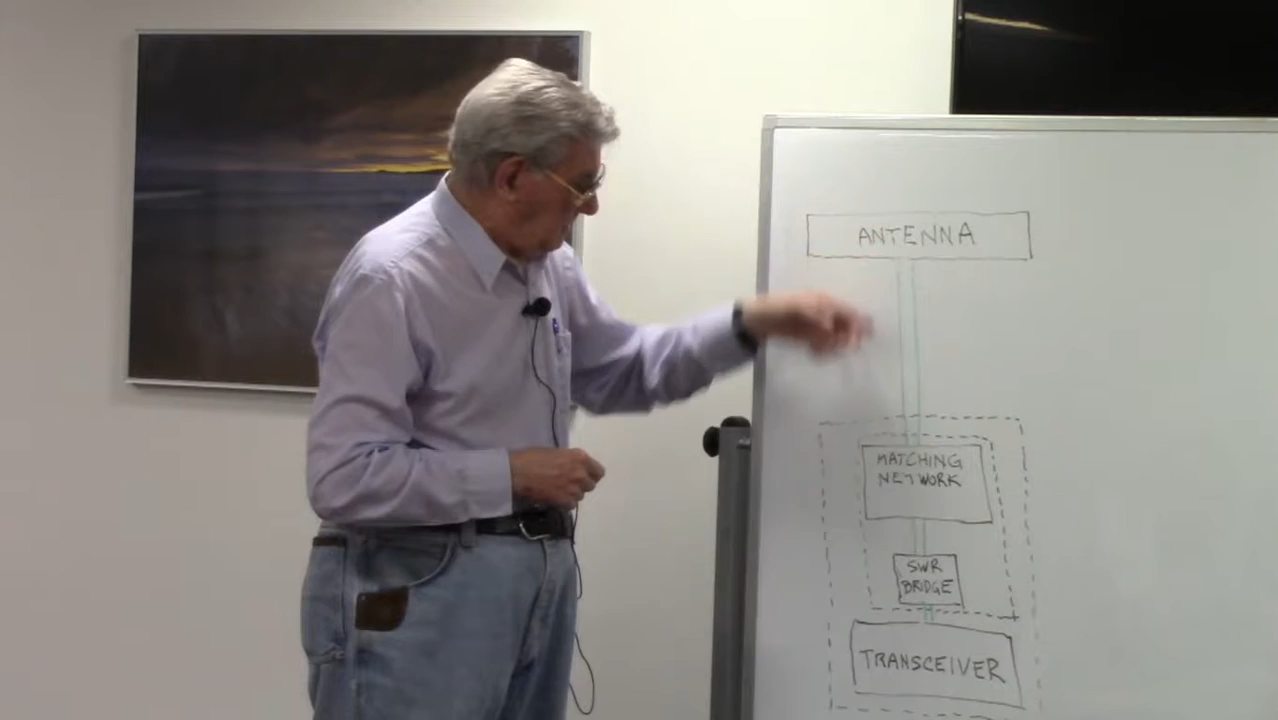 ANTENNA
MATCHING
NETWORK
SWR
BRIDGE
TRANSCEIVER